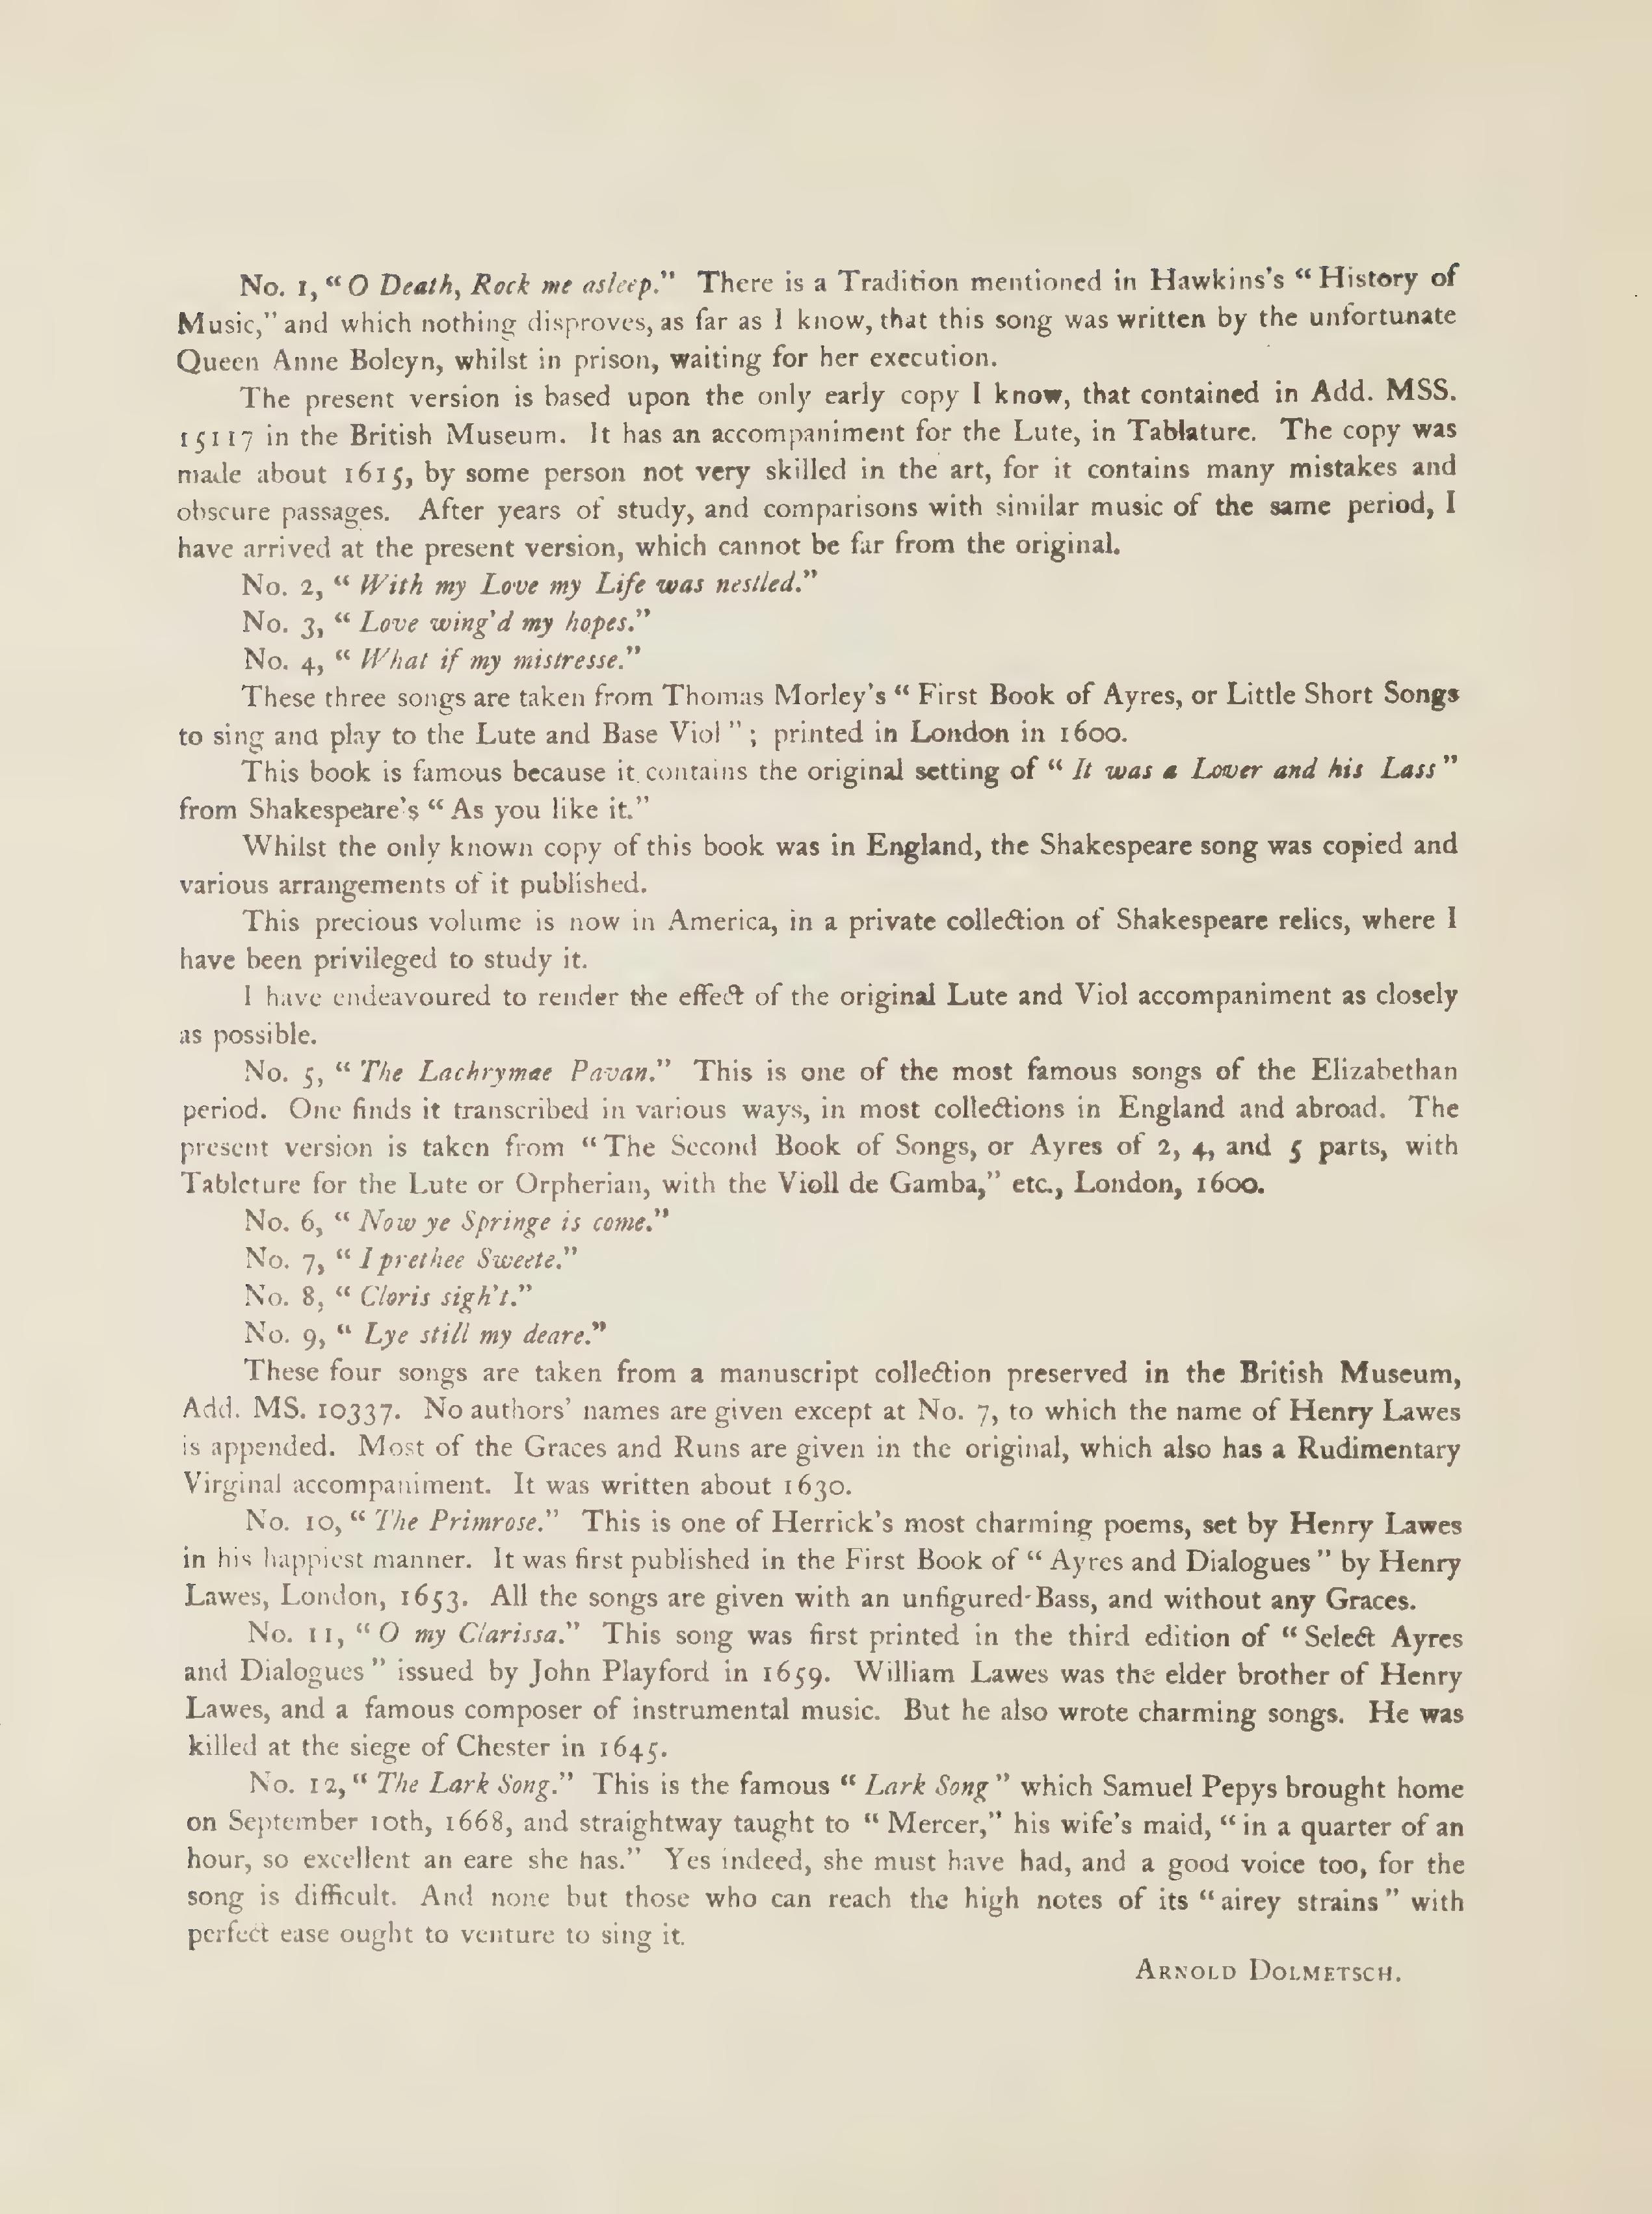 No. 1, “ O Death, Rock me asleep.” There is a Tradition mentioned in Hawkins's “ History of
Music,” and which nothing disproves, as far as I know, that this song was written by the unfortunate
Queen Anne Boleyn, whilst in prison, waiting for her execution.
The present version is based upon the only early copy I know, that contained in Add. MSS.
15117 in the British Museum. It has an accompaniment for the Lute, in Tablature. The copy was
made about 1615, by some person not very skilled in the art, for it contains many mistakes and
obscure passages. After years of study, and comparisons with similar music of the same period, I
have arrived at the present version, which cannot be far from the original.
No. 2, “ With my Love my Life was nestled.”
No. 3, “ Love wing'd my hopes.”
No. 4, “ What if my mistresse.”
These three songs are taken from Thomas Morley's “ First Book of Ayres, or Little Short Songs
to sing and play to the Lute and Base Viol ” ; printed in London in 1600.
This book is famous because it contains the original setting of “ It was a Lover and his Lass ”
from Shakespeare's “ As you like it.”
Whilst the only known copy of this book was in England, the Shakespeare song was copied and
various arrangements of it published.
This precious volume is now in America, in a private collection of Shakespeare relics, where I
have been privileged to study it.
I have endeavoured to render the effect of the original Lute and Viol accompaniment as closely
as possible.
No. 5, “ The Lachrymae Pavan.” This is one of the most famous songs of the Elizabethan
period. One finds it transcribed in various ways, in most collections in England and abroad. The
present version is taken from “ The Second Book of Songs, or Ayres of 2, 4, and 5 parts, with
Tableture for the Lute or Orpherian, with the Violl de Gamba,” etc., London, 1600.
No. 6, “ Now ye Springe is come.”
No. 7, “ I prethee Sweete.”
No. 8, “ Cloris sigh't.”
No. 9, “ Lye still my deare.”
These four songs are taken from a manuscript collection preserved in the British Museum,
Add. MS. 10337. No authors' names are given except at No. 7, to which the name of Henry Lawes
is appended. Most of the Graces and Runs are given in the original, which also has a Rudimentary
Virginal accompaniment. It was written about 1630.
No. 10, “ The Primrose.” This is one of Herrick's most charming poems, set by Henry Lawes
in his happiest manner. It was first published in the First Book of “ Ayres and Dialogues ” by Henry
Lawes, London, 1653. All the songs are given with an unfigured-Bass, and without any Graces.
No. 11, “ O my Clarissa.” This song was first printed in the third edition of “ Select Ayres
and Dialogues ” issued by John Playford in 1659. William Lawes was the elder brother of Henry
Lawes, and a famous composer of instrumental music. But he also wrote charming songs. He was
killed at the siege of Chester in 1645.
No. 12, “ The Lark Song.” This is the famous “ Lark Song ” which Samuel Pepys brought home
on September 10th, 1668, and straightway taught to “ Mercer,” his wife's maid, “ in a quarter of an
hour, so excellent an eare she has.” Yes indeed, she must have had, and a good voice too, for the
song is difficult. And none but those who can reach the high notes of its “ airey strains ” with
perfect ease ought to venture to sing it.
ARNOLD DOLMETSCH.